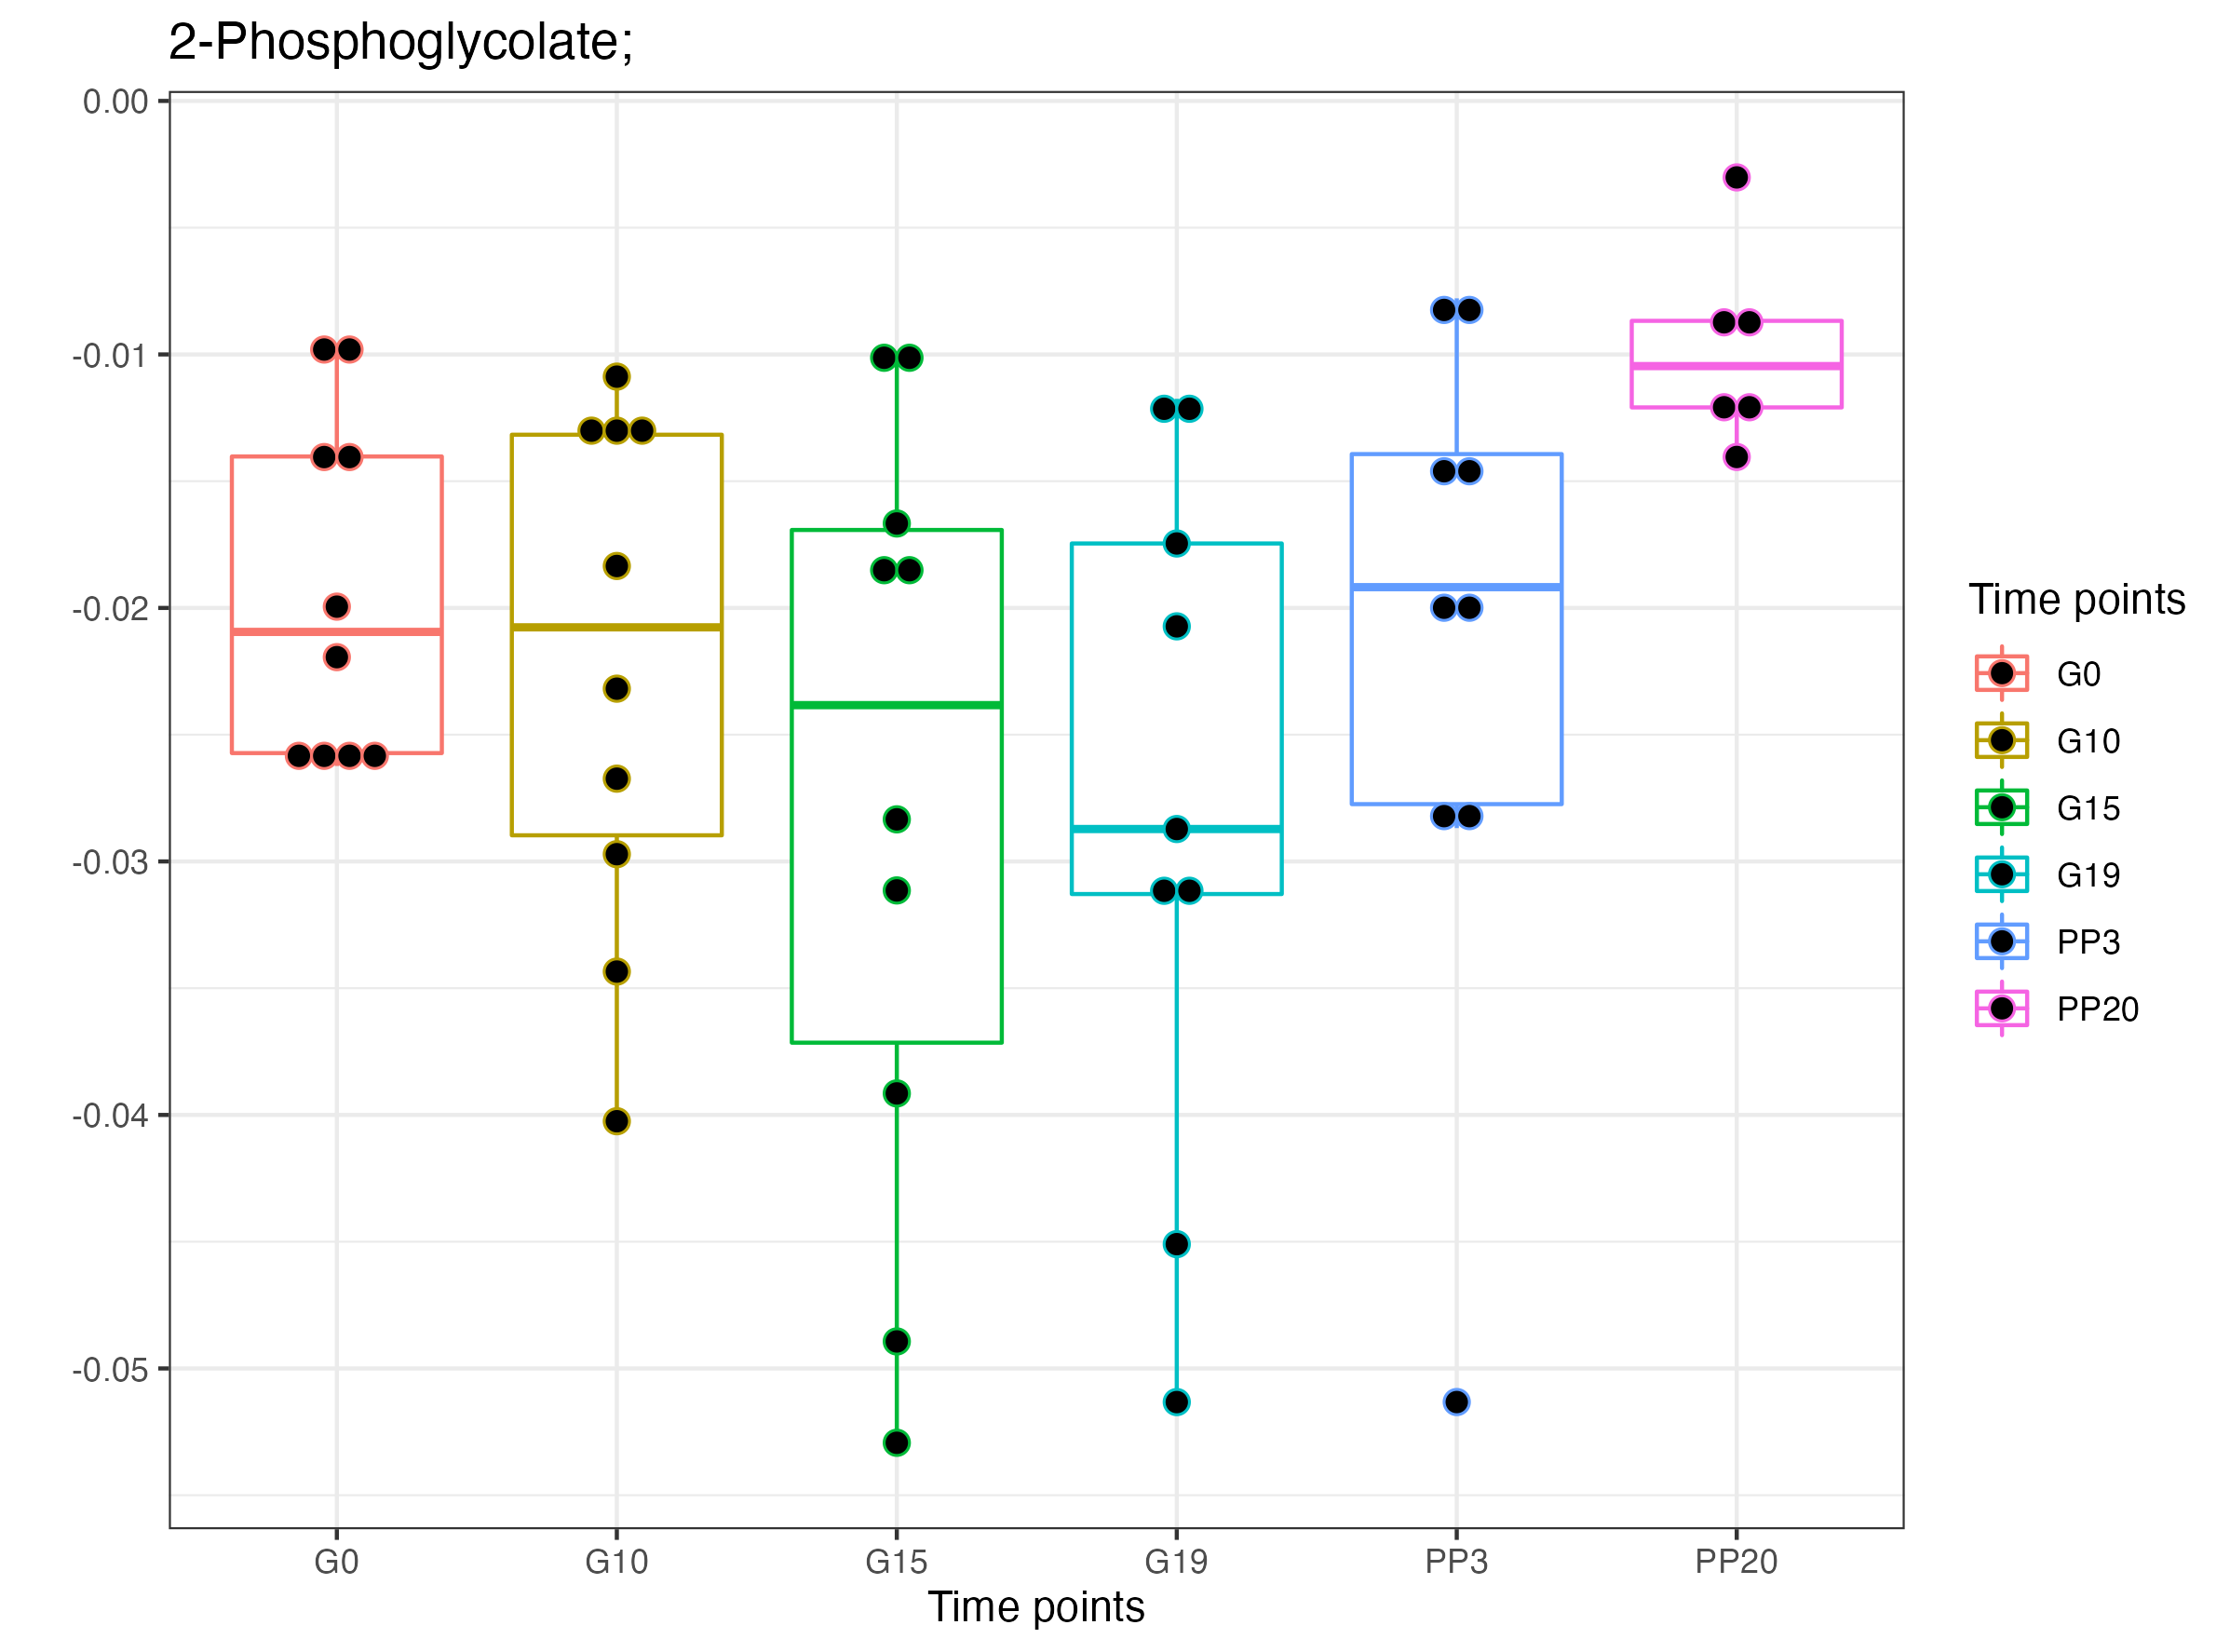 2-Phosphoglycolate;
0.00
-0.01
-0.02
-0.03
-0.04
-0.05
G0
G10
G15
G19
PP3
PP20
Time points
Time points
G0
G10
G15
G19
PP3
PP20